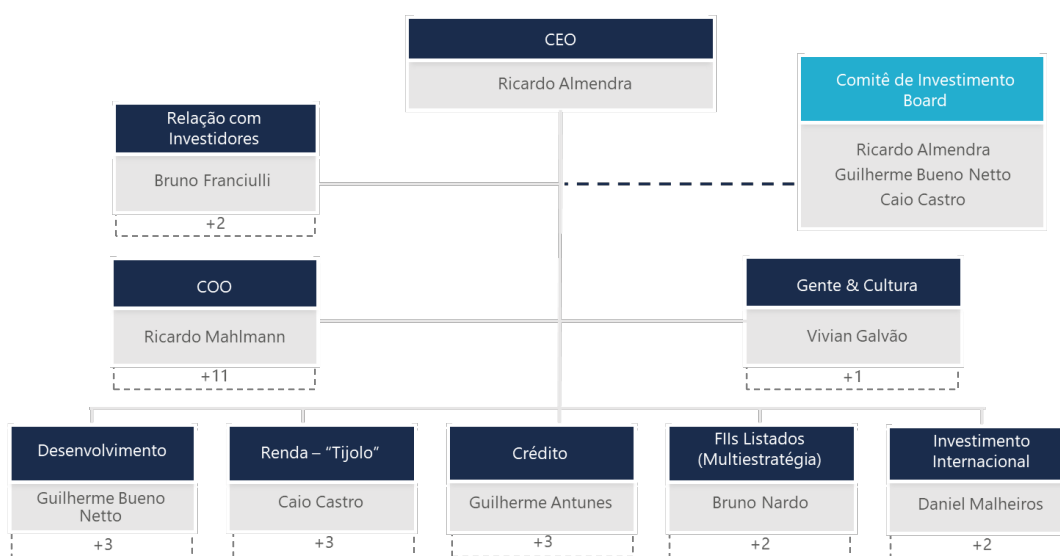 CEO
Ricardo Almendra
Comitê de Investimento
Board
Ricardo Almendra
Guilherme Bueno Netto
Caio Castro
Relação com
Investidores
Bruno Franciulli
+2
COO
Ricardo Mahlmann
+11
Gente & Cultura
Vivian Galvão
+1
Desenvolvimento
Guilherme Bueno
Netto
+3
Renda – “Tijolo”
Caio Castro
+3
Crédito
Guilherme Antunes
+3
FIIs Listados
(Multiestratégia)
Bruno Nardo
+2
Investimento
Internacional
Daniel Malheiros
+2